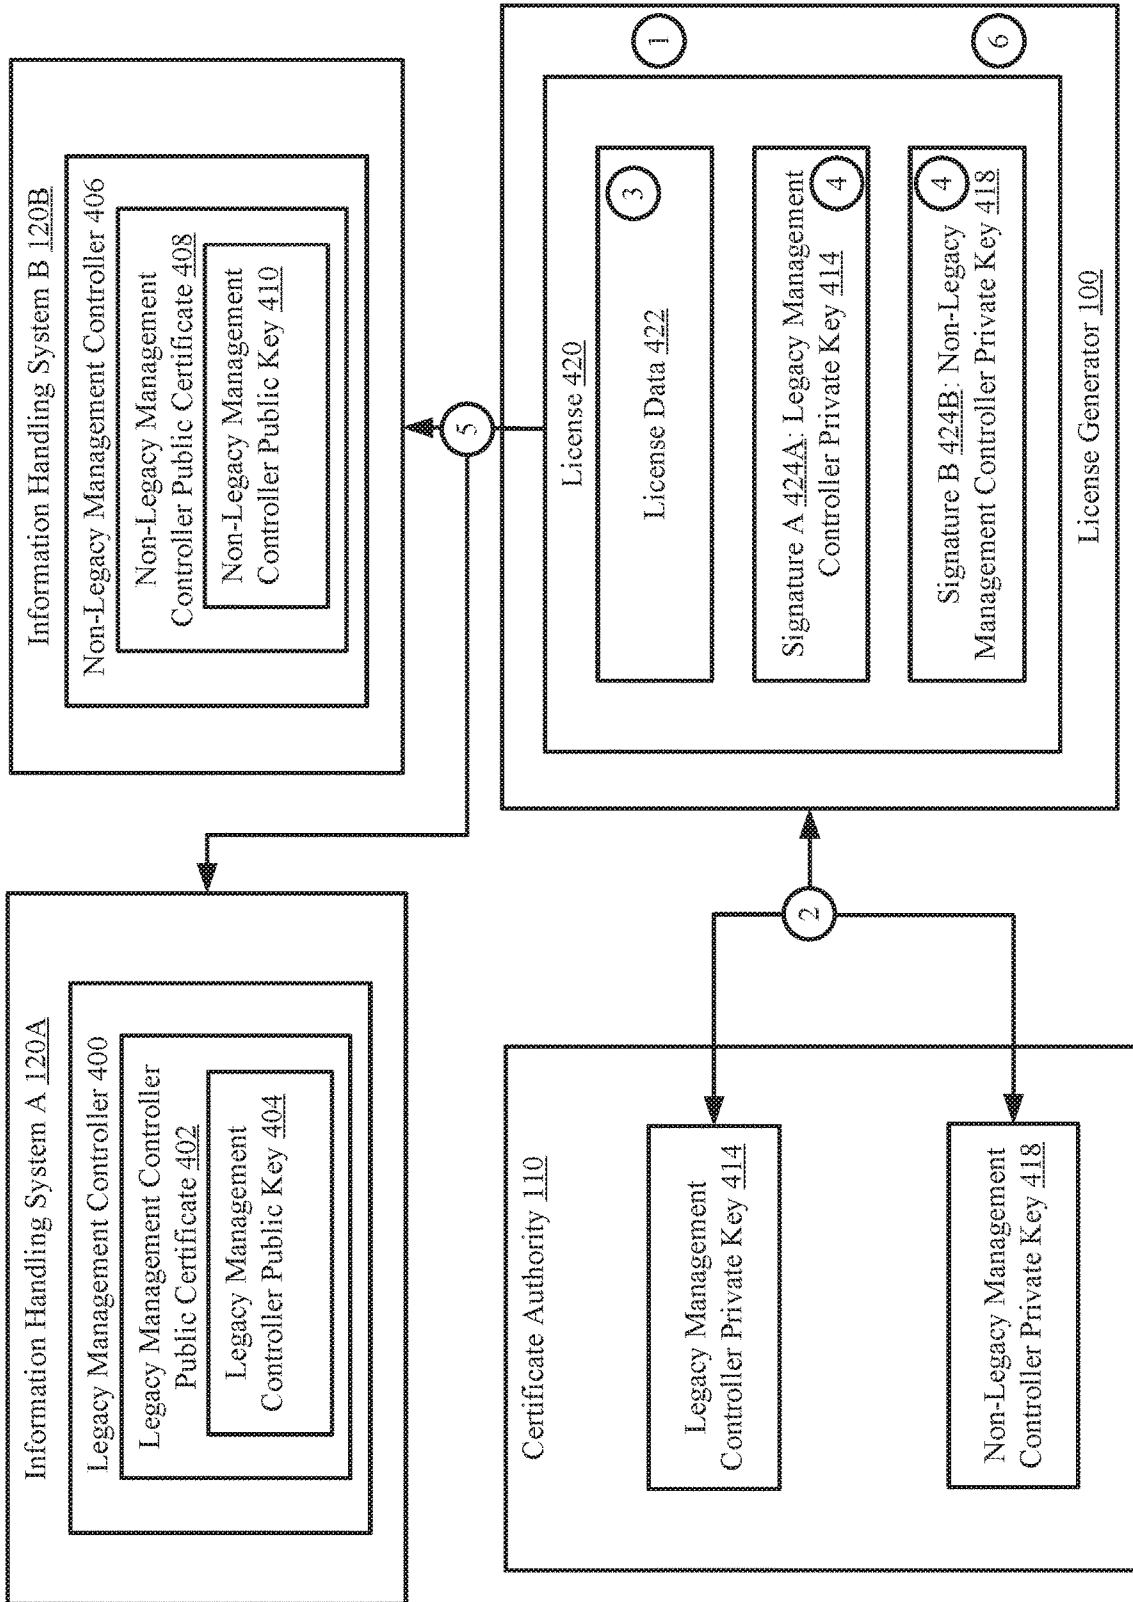 Information Handling System A 120A
Legacy Management Controller 400
Legacy Management Controller
Public Certificate 402
Legacy Management
Controller Public Key 404
Information Handling System B 120B
Non-Legacy Management Controller 406
Non-Legacy Management
Controller Public Certificate 408
Non-Legacy Management
Controller Public Key 410
5
Certificate Authority 110
Legacy Management
Controller Private Key 414
Non-Legacy Management
Controller Private Key 418
2
License 420
1
License Data 422
3
Signature A 424A: Legacy Management
Controller Private Key 414
4
Signature B 424B: Non-Legacy
Management Controller Private Key 418
4
6
License Generator 100